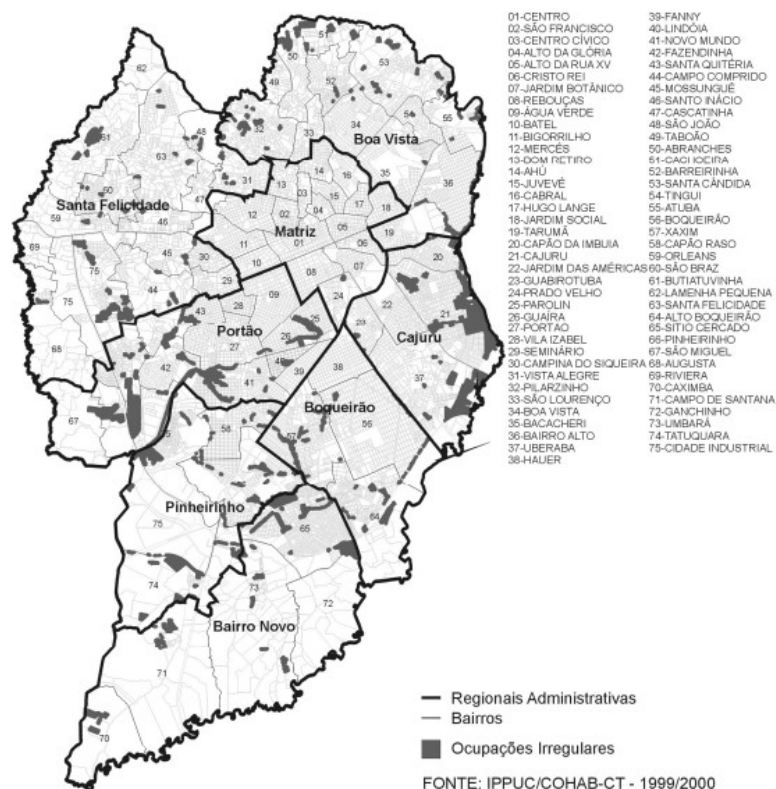 01-CENTRO
02-SÃO FRANCISCO
03-CENTRO CÍVICO
04-ALTO DA GLÓRIA
05-ALTO DA RUA XV
06-CRISTO REI
07-JARDIM BOTÂNICO
08-REBOUÇAS
09-ÁGUA VERDE
10-BATEL
11-BIGORRILHO
12-MERCÊS
13-DOM RETIRO
14-AHÚ
15-JUVEVÊ
16-CABRAL
17-HUGO LANGE
18-JARDIM SOCIAL
19-TARUMÃ
20-CAPÃO DA IMBUIA
21-CAJURU
22-JARDIM DAS AMÉRICAS
23-GUABIROTUBA
24-PRADO VELHO
25-PAROLIN
26-GUAÍRA
27-PORTÃO
28-VILA IZABEL
29-SEMINÁRIO
30-CAMPINA DO SIQUEIRA
31-VISTA ALEGRE
32-PILARZINHO
33-SÃO LOURENÇO
34-BOA VISTA
35-BACACHERI
36-BAIRRO ALTO
37-UBERABA
38-HAUER
39-FANNY
40-LINDÓIA
41-NOVO MUNDO
42-FAZENDINHA
43-SANTA QUITÉRIA
44-CAMPO COMPRIDO
45-MOSSUNGUÊ
46-SANTO INÁCIO
47-CASCATINHA
48-SÃO JOÃO
49-TABOÃO
50-ABRANCHES
51-CACHOEIRA
52-BARREIRINHA
53-SANTA CÂNDIDA
54-TINGUI
55-ATUBA
56-BOQUEIRÃO
57-XAXIM
58-CAPÃO RASO
59-ORLEANS
60-SÃO BRAZ
61-BUTIATUVINHA
62-LAMENHA PEQUENA
63-SANTA FELICIDADE
64-ALTO BOQUEIRÃO
65-SÍTIO CERCADO
66-PINHEIRINHO
67-SÃO MIGUEL
68-AUGUSTA
69-RIVIERA
70-CAXIMBA
71-CAMPO DE SANTANA
72-GANCHINHO
73-UMBARÁ
74-TATUQUARA
75-CIDADE INDUSTRIAL
Boa Vista
Santa Felicidade
Matriz
Portão
Cajuru
Boqueirão
Pinheirinho
Bairro Novo
Regionais Administrativas
Bairros
Ocupações Irregulares
FONTE: IPPUC/COHAB-CT - 1999/2000